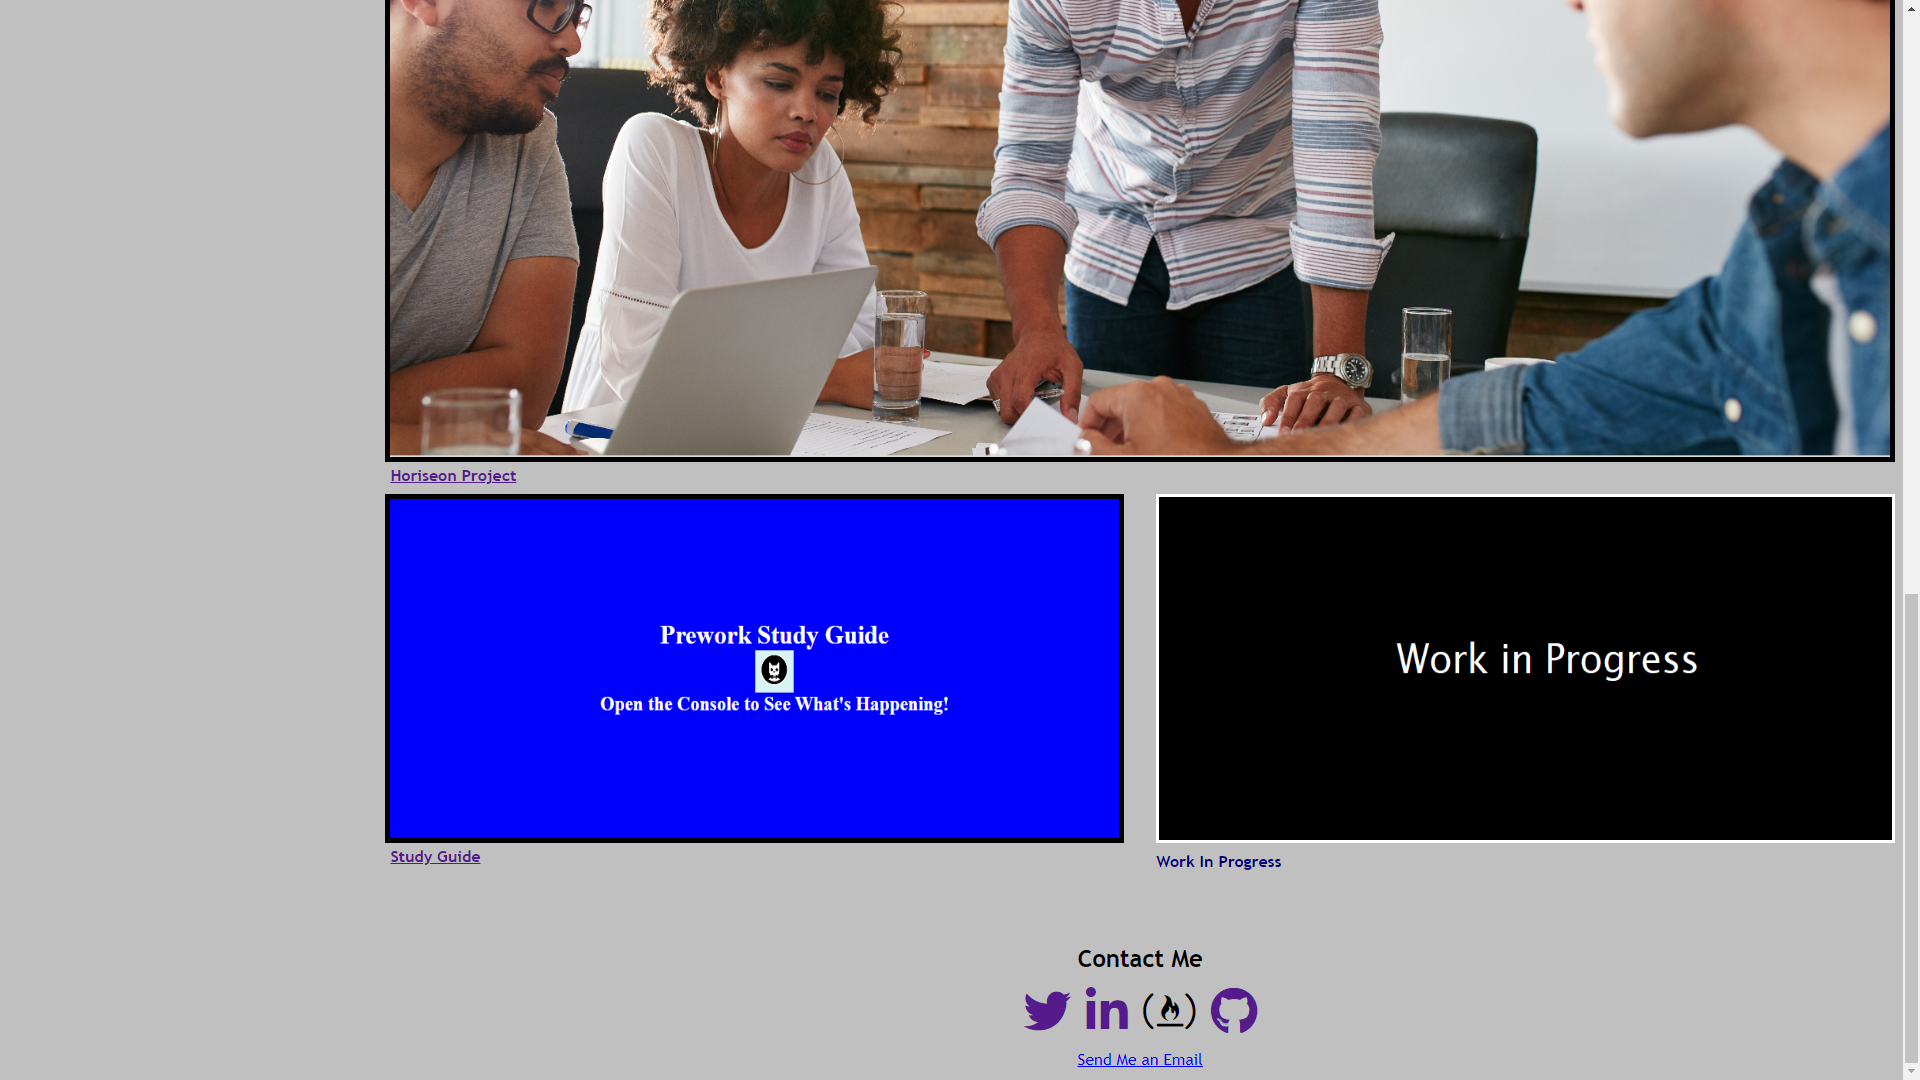 Horiseon Project
Prework Study Guide
Open the Console to See What's Happening!
Work in Progress
Study Guide
Work In Progress
Contact Me
in
Send Me an Email